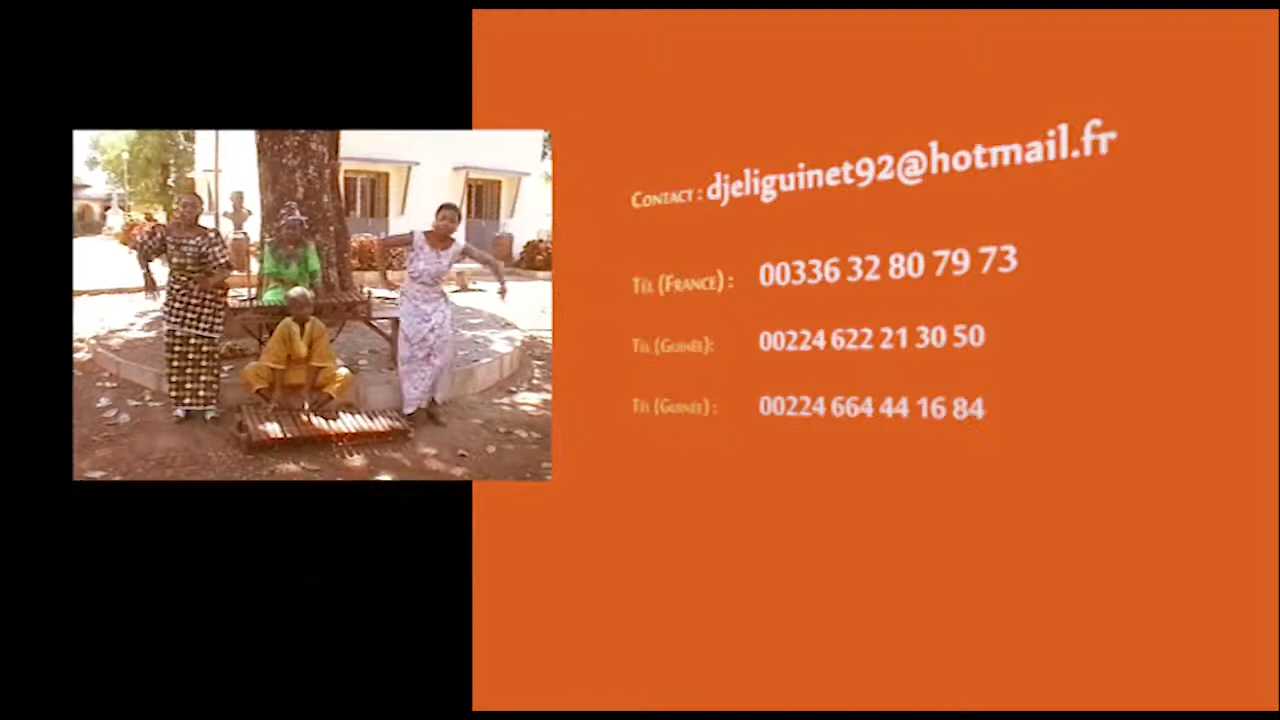 Contact : djeliguinet92@hotmail.fr
Tél (France) : 00336 32 80 79 73
Tél (Guinée): 00224 622 21 30 50
Tél (Guinée) : 00224 664 44 16 84